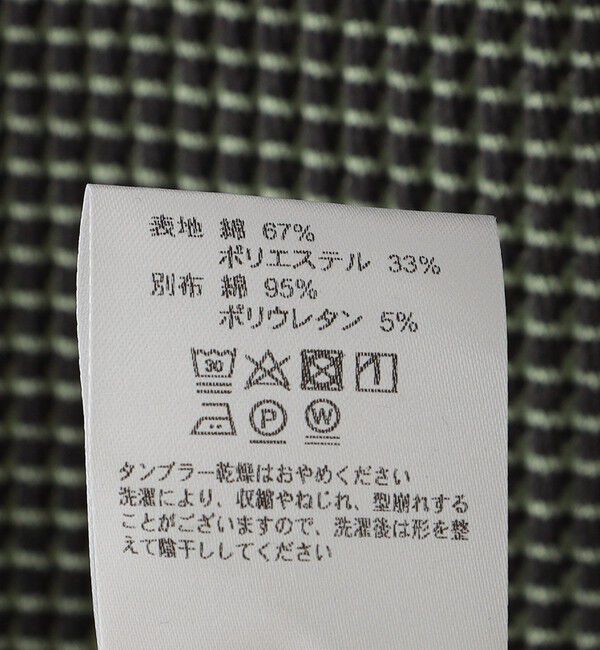 表地 綿 67%
ポリエステル 33%
別布 綿 95%
ポリウレタン 5%
30
P W
タンブラー乾燥はおやめください
洗濯により、収縮やねじれ、型崩れする
ことがございますので、洗濯後は形を整
えて陰干ししてください